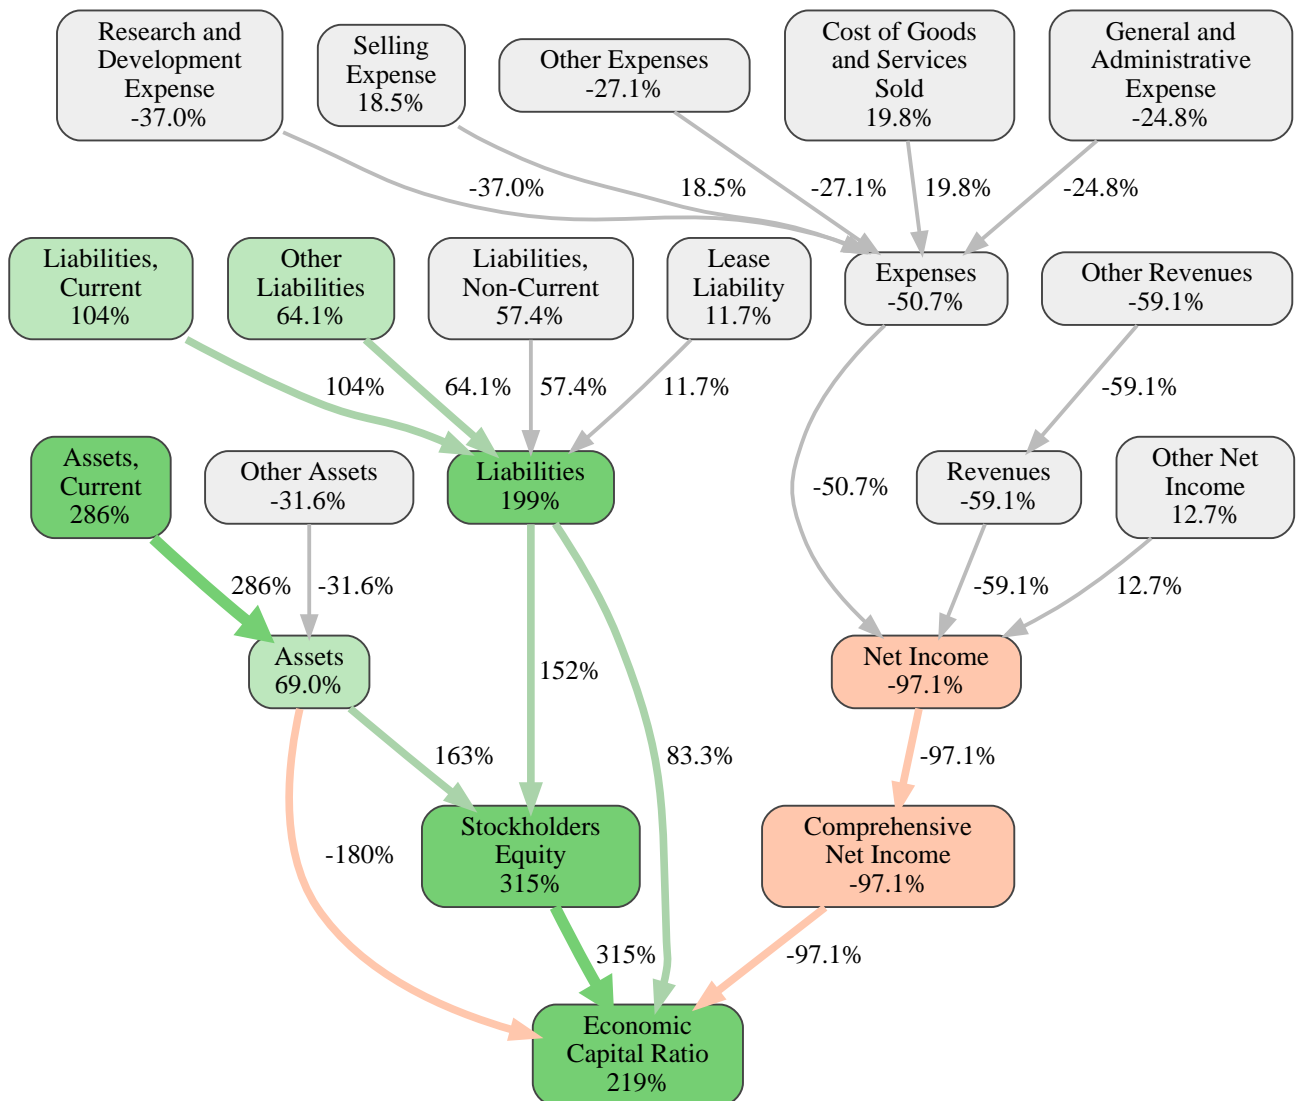 Research and
Development
Expense
-37.0%
Selling
Expense
18.5%
Other Expenses
-27.1%
Cost of Goods
and Services
Sold
19.8%
General and
Administrative
Expense
-24.8%
-37.0%
18.5%
-27.1%
19.8%
-24.8%
Liabilities,
Current
104%
Other
Liabilities
64.1%
Liabilities,
Non-Current
57.4%
Lease
Liability
11.7%
Expenses
-50.7%
Other Revenues
-59.1%
104%
64.1%
57.4%
11.7%
-59.1%
Assets,
Current
286%
Other Assets
-31.6%
Liabilities
199%
-50.7%
Revenues
-59.1%
Other Net
Income
12.7%
286%
-31.6%
-59.1%
12.7%
Assets
69.0%
152%
Net Income
-97.1%
163%
83.3%
-97.1%
-180%
Stockholders
Equity
315%
Comprehensive
Net Income
-97.1%
315%
-97.1%
Economic
Capital Ratio
219%